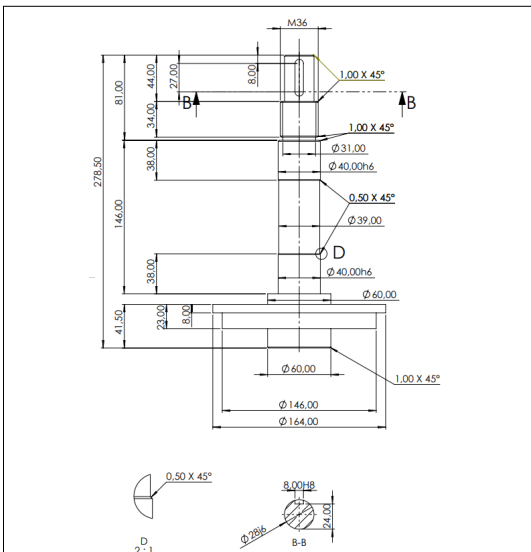 M36
278,50
81,00
44,00
27,00
8,00
1,00 X 45°
B
B
34,00
1,00 X 45°
Ø31,00
38,00
Ø40,00h6
0,50 X 45°
146,00
Ø39,00
D
38,00
Ø40,00h6
Ø60,00
41,50
23,00
8,00
Ø60,00
1,00 X 45°
Ø146,00
Ø164,00
0,50 X 45°
8,00H8
24,00
Ø28j6
D
2 : 1
B-B